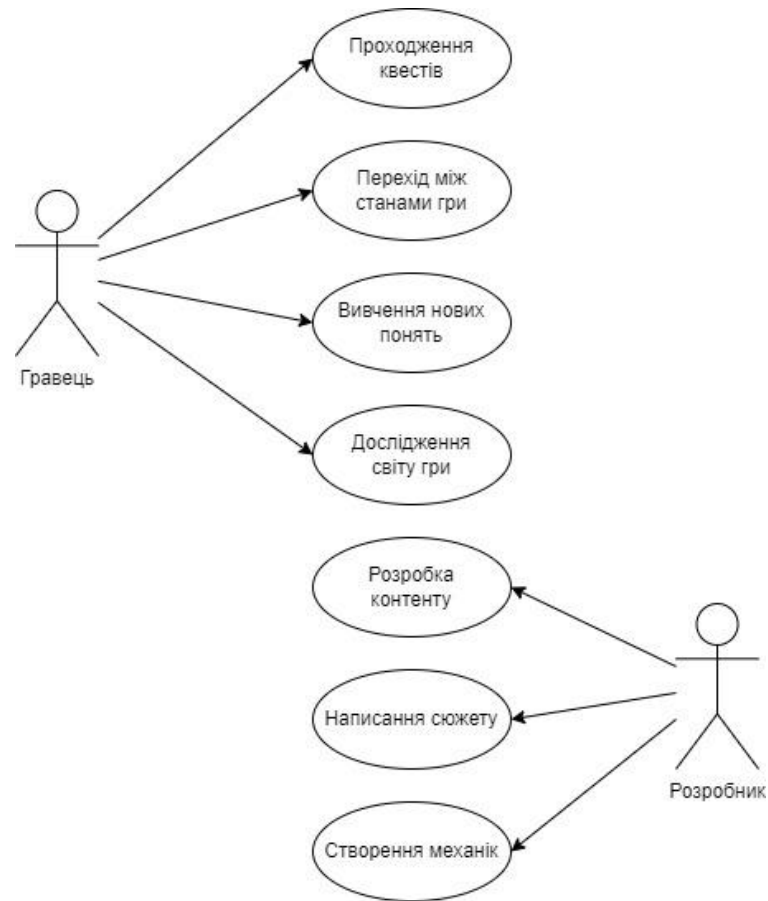 Проходження
квестів
Перехід між
станами гри
Вивчення нових
понять
Гравець
Дослідження
світу гри
Розробка
контенту
Написання сюжету
Розробник
Створення механік